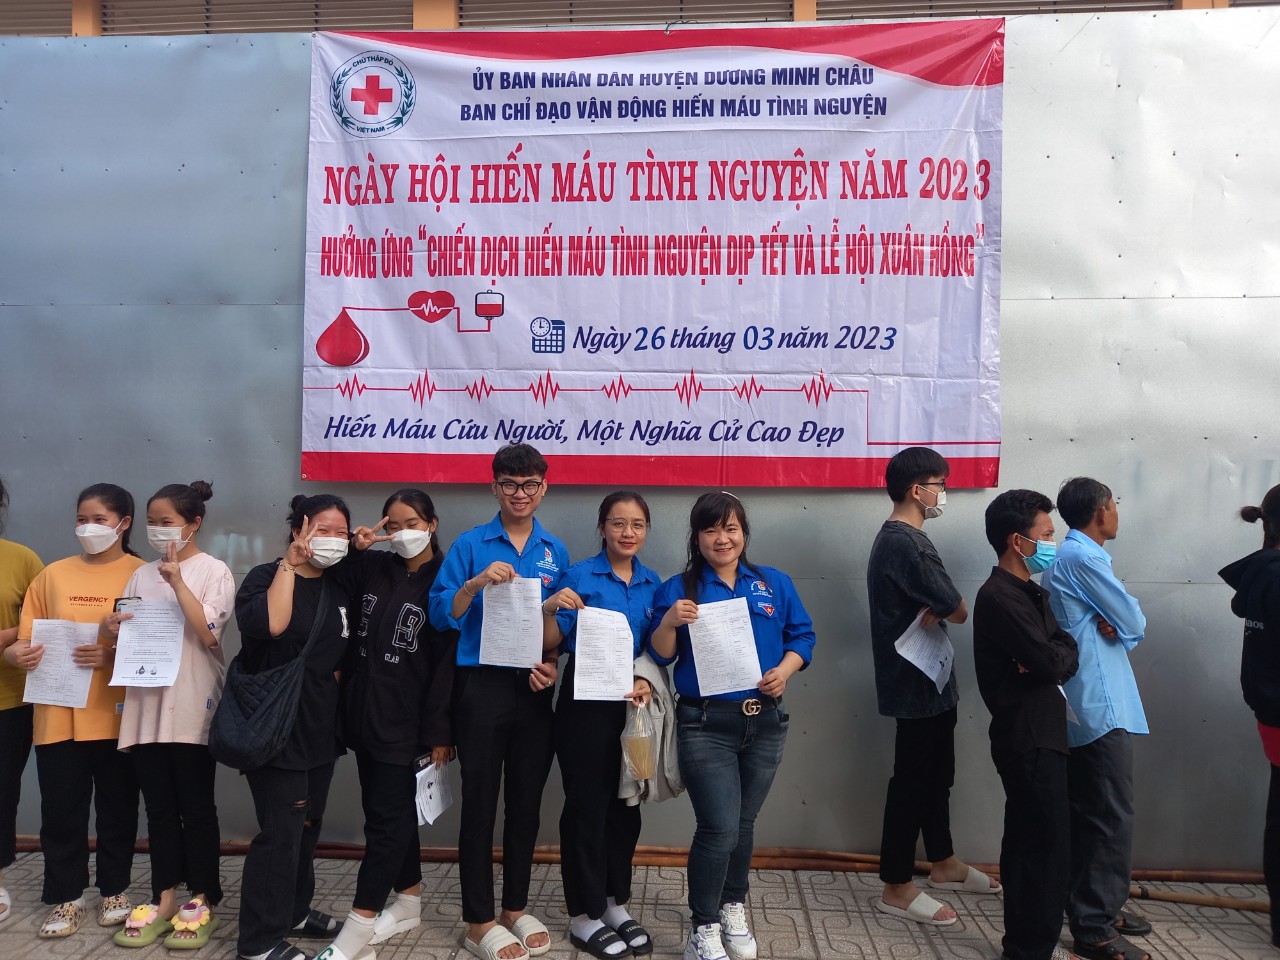 CHỮ THẬP ĐỎ
VIỆT NAM
ỦY BAN NHÂN DÂN HUYỆN DƯƠNG MINH CHÂU
BAN CHỈ ĐẠO VẬN ĐỘNG HIẾN MÁU TÌNH NGUYỆN
NGÀY HỘI HIẾN MÁU TÌNH NGUYỆN NĂM 2023
HƯỞNG ỨNG "CHIẾN DỊCH HIẾN MÁU TÌNH NGUYỆN DỊP TẾT VÀ LỄ HỘI XUÂN HỒNG"
Ngày 26 tháng 03 năm 2023
Hiến Máu Cứu Người, Một Nghĩa Cử Cao Đẹp
VERGENCY